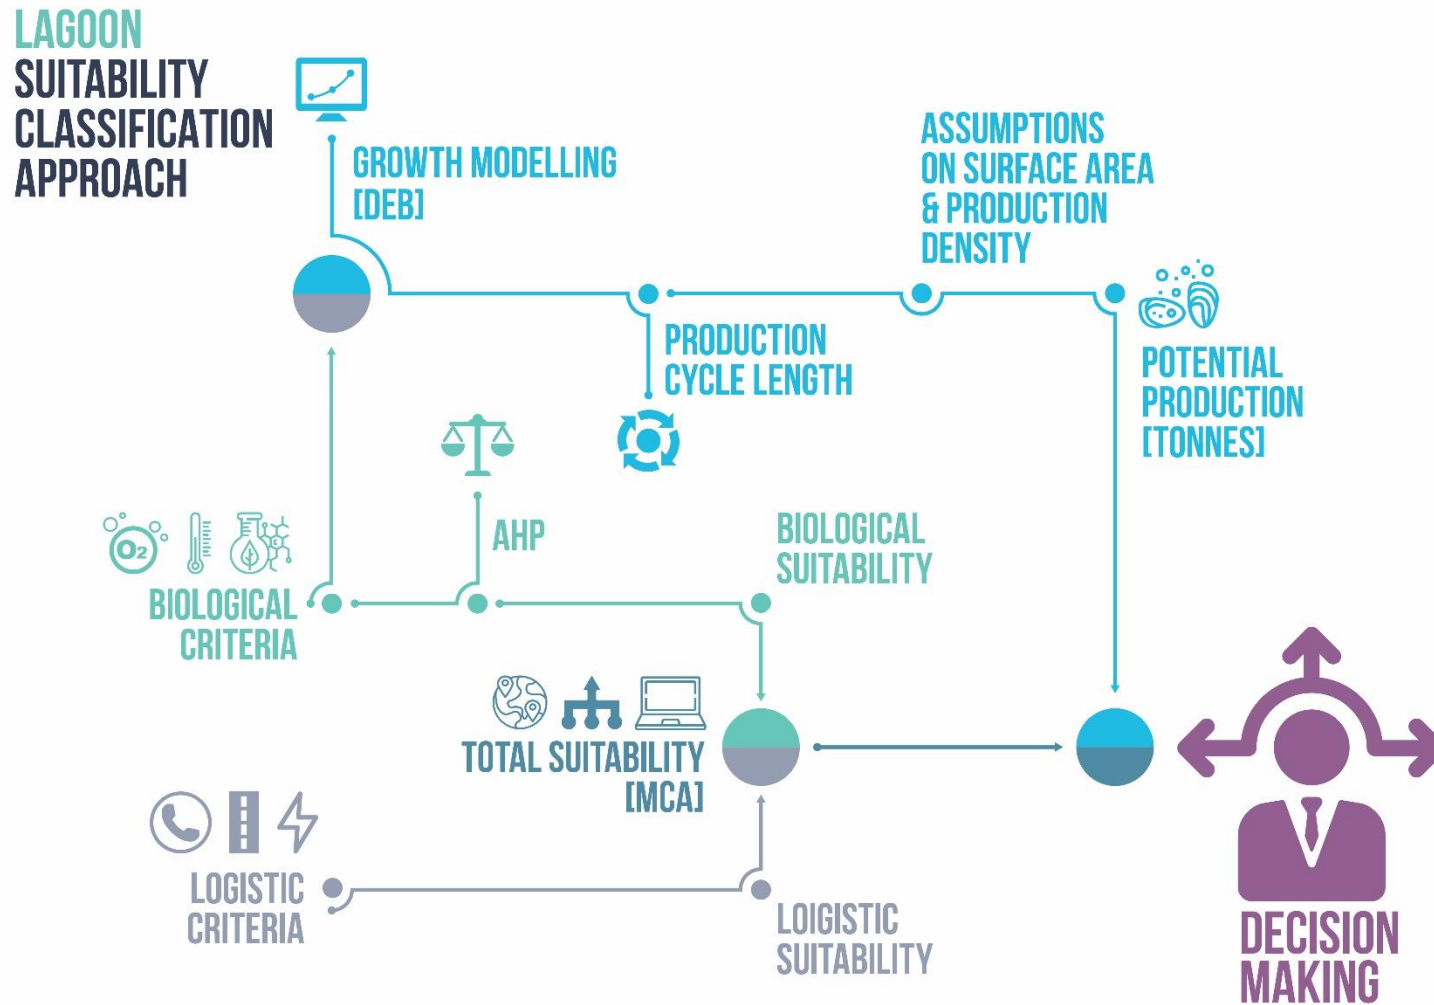 LAGOON
SUITABILITY
CLASSIFICATION
APPROACH
GROWTH MODELLING
[DEB]
ASSUMPTIONS
ON SURFACE AREA
& PRODUCTION
DENSITY
PRODUCTION
CYCLE LENGTH
POTENTIAL
PRODUCTION
[TONNES]
AHP
O2
BIOLOGICAL
CRITERIA
BIOLOGICAL
SUITABILITY
TOTAL SUITABILITY
[MCA]
LOGISTIC
CRITERIA
LOIGISTIC
SUITABILITY
DECISION
MAKING